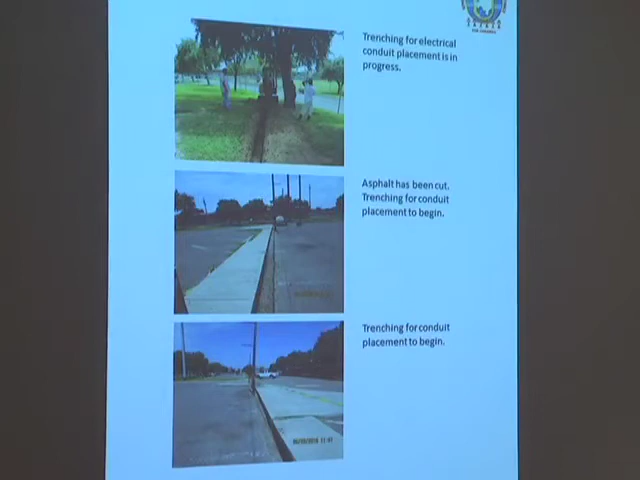 Trenching for electrical
conduit placement is in
progress.
Asphalt has been cut.
Trenching for conduit
placement to begin.
Trenching for conduit
placement to begin.